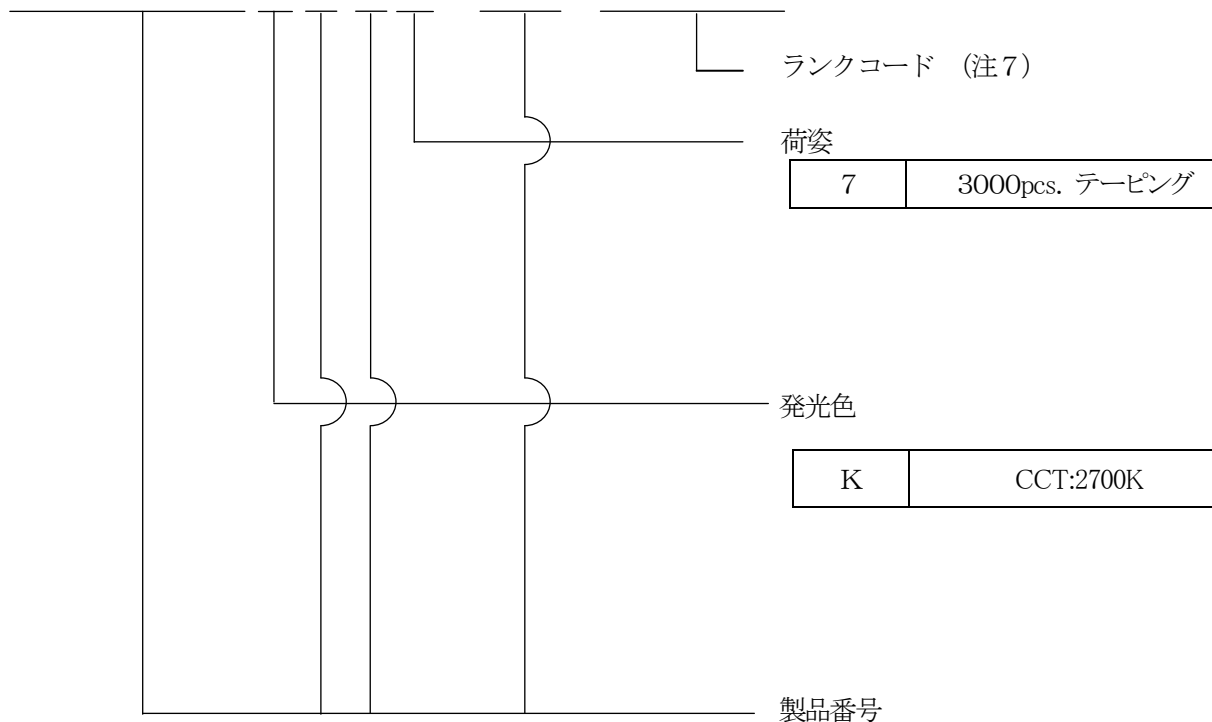 ランクコード （注７）
荷姿
7 3000pcs. テーピング
発光色
K CCT:2700K
製品番号